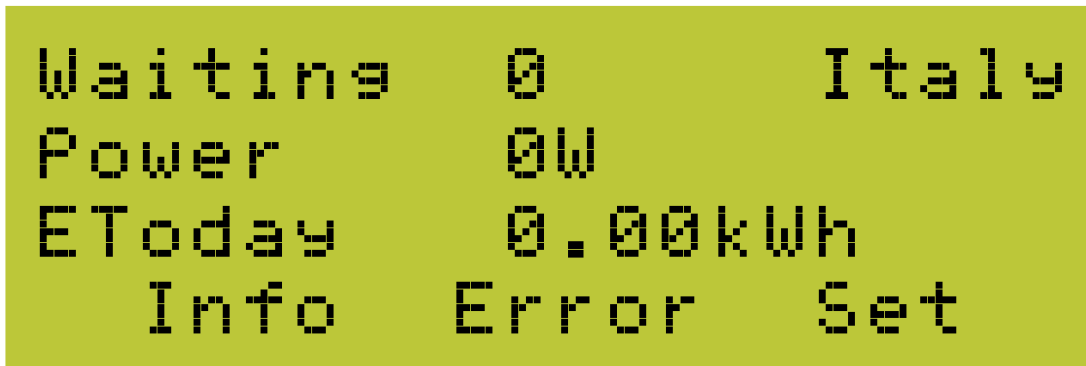 Waiting 0 Italy
Power 0W
EToday 0.00kWh
Info Error Set